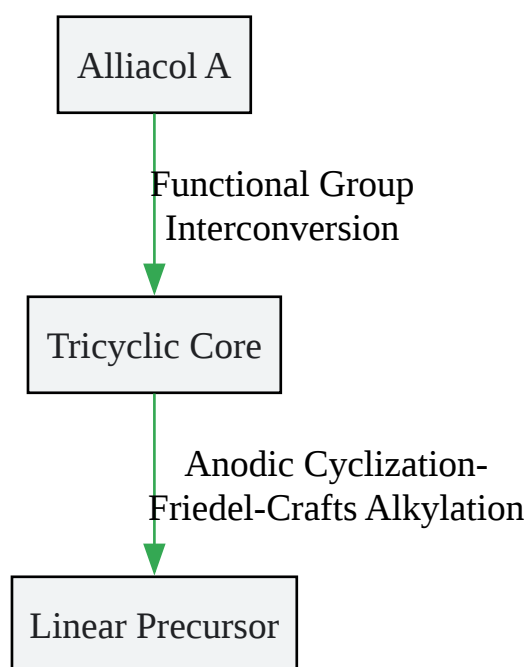 Alliacol A
Functional Group
Interconversion
Tricyclic Core
Anodic Cyclization-
Friedel-Crafts Alkylation
Linear Precursor